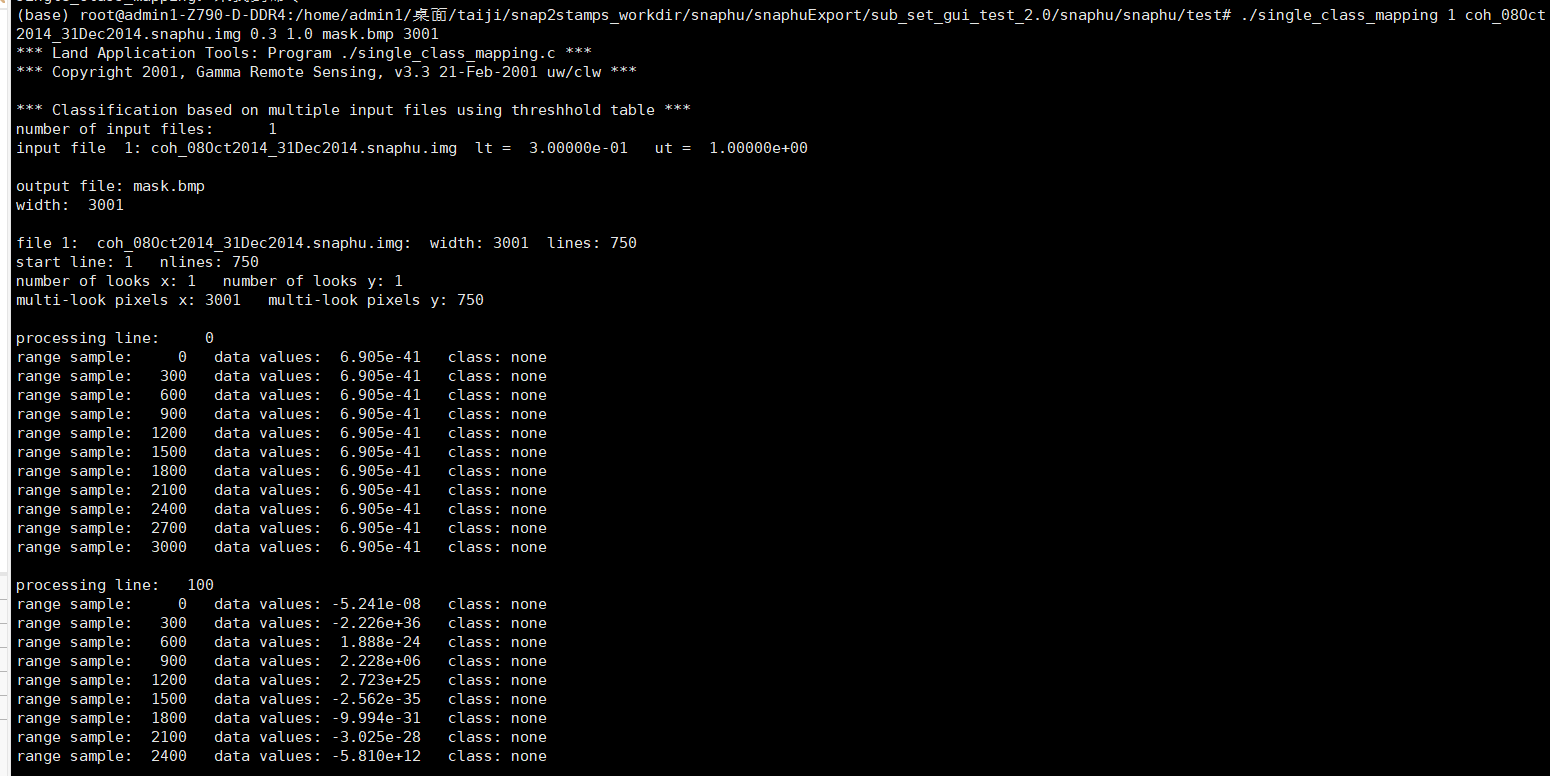 (base) root@admin1-Z790-D-DDR4:/home/admin1/桌面/taiji/snap2stamps_workdir/snaphu/snaphuExport/sub_set_gui_test_2.0/snaphu/snaphu/test# ./single_class_mapping 1 coh_08Oct
2014_31Dec2014.snaphu.img 0.3 1.0 mask.bmp 3001
*** Land Application Tools: Program ./single_class_mapping.c ***
*** Copyright 2001, Gamma Remote Sensing, v3.3 21-Feb-2001 uw/clw ***
*** Classification based on multiple input files using threshhold table ***
number of input files:      1
input file  1: coh_08Oct2014_31Dec2014.snaphu.img  lt =  3.00000e-01   ut =  1.00000e+00
output file: mask.bmp
width:  3001
file 1:  coh_08Oct2014_31Dec2014.snaphu.img:  width: 3001  lines: 750
start line: 1   nlines: 750
number of looks x: 1   number of looks y: 1
multi-look pixels x: 3001   multi-look pixels y: 750
processing line:     0
range sample:     0   data values:  6.905e-41   class: none
range sample:   300   data values:  6.905e-41   class: none
range sample:   600   data values:  6.905e-41   class: none
range sample:   900   data values:  6.905e-41   class: none
range sample:  1200   data values:  6.905e-41   class: none
range sample:  1500   data values:  6.905e-41   class: none
range sample:  1800   data values:  6.905e-41   class: none
range sample:  2100   data values:  6.905e-41   class: none
range sample:  2400   data values:  6.905e-41   class: none
range sample:  2700   data values:  6.905e-41   class: none
range sample:  3000   data values:  6.905e-41   class: none
processing line:   100
range sample:     0   data values: -5.241e-08   class: none
range sample:   300   data values: -2.226e+36   class: none
range sample:   600   data values:  1.888e-24   class: none
range sample:   900   data values:  2.228e+06   class: none
range sample:  1200   data values:  2.723e+25   class: none
range sample:  1500   data values: -2.562e-35   class: none
range sample:  1800   data values: -9.994e-31   class: none
range sample:  2100   data values: -3.025e-28   class: none
range sample:  2400   data values: -5.810e+12   class: none